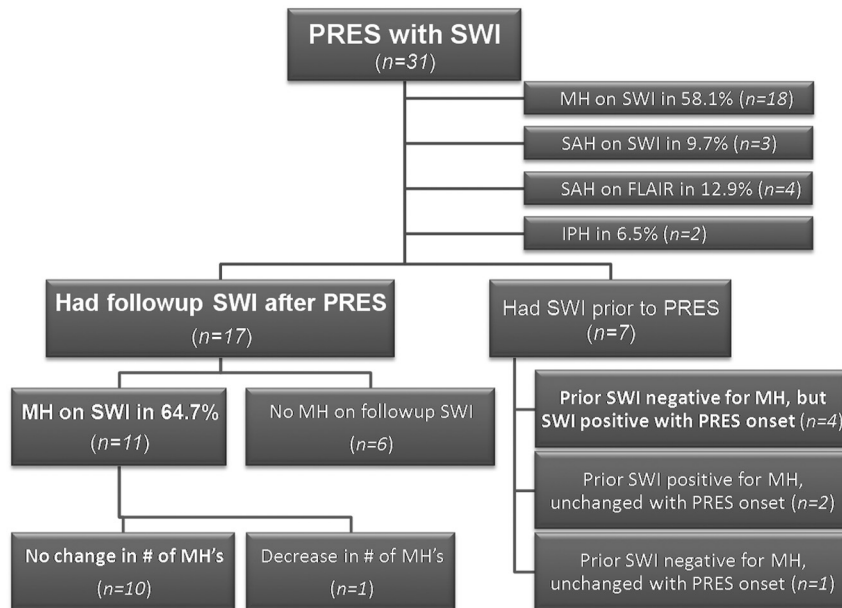 PRES with SWI
(n=31)
MH on SWI in 58.1% (n=18)
SAH on SWI in 9.7% (n=3)
SAH on FLAIR in 12.9% (n=4)
IPH in 6.5% (n=2)
Had followup SWI after PRES
(n=17)
Had SWI prior to PRES
(n=7)
MH on SWI in 64.7%
(n=11)
No MH on followup SWI
(n=6)
Prior SWI negative for MH, but
SWI positive with PRES onset (n=4)
Prior SWI positive for MH,
unchanged with PRES onset (n=2)
No change in # of MH's
(n=10)
Decrease in # of MH's
(n=1)
Prior SWI negative for MH,
unchanged with PRES onset (n=1)